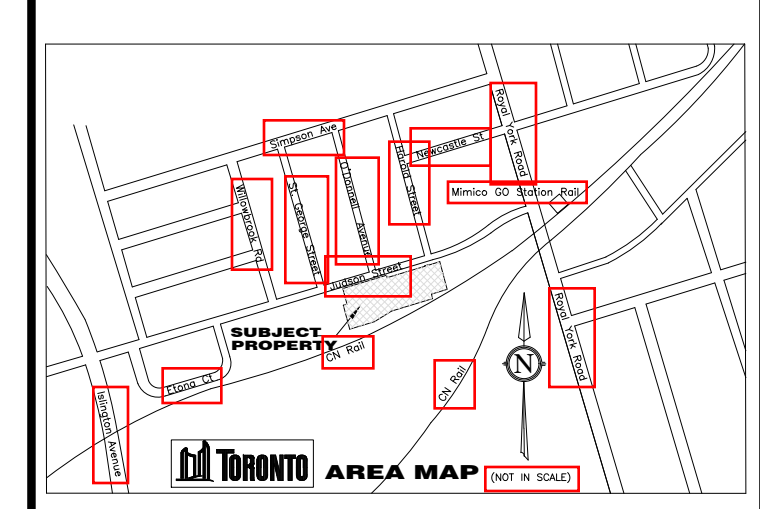 Royal York Road
Simpson Ave
Newcastle St
Harold Street
O'Donnell Avenue
St. George Street
Willowbrook Rd
Mimico GO Station Rail
Judson Street
Royal York Road
SUBJECT
PROPERTY
CN Rail
N
CN Rail
Etona Ct
Islington Avenue
TORONTO
AREA MAP
(NOT IN SCALE)